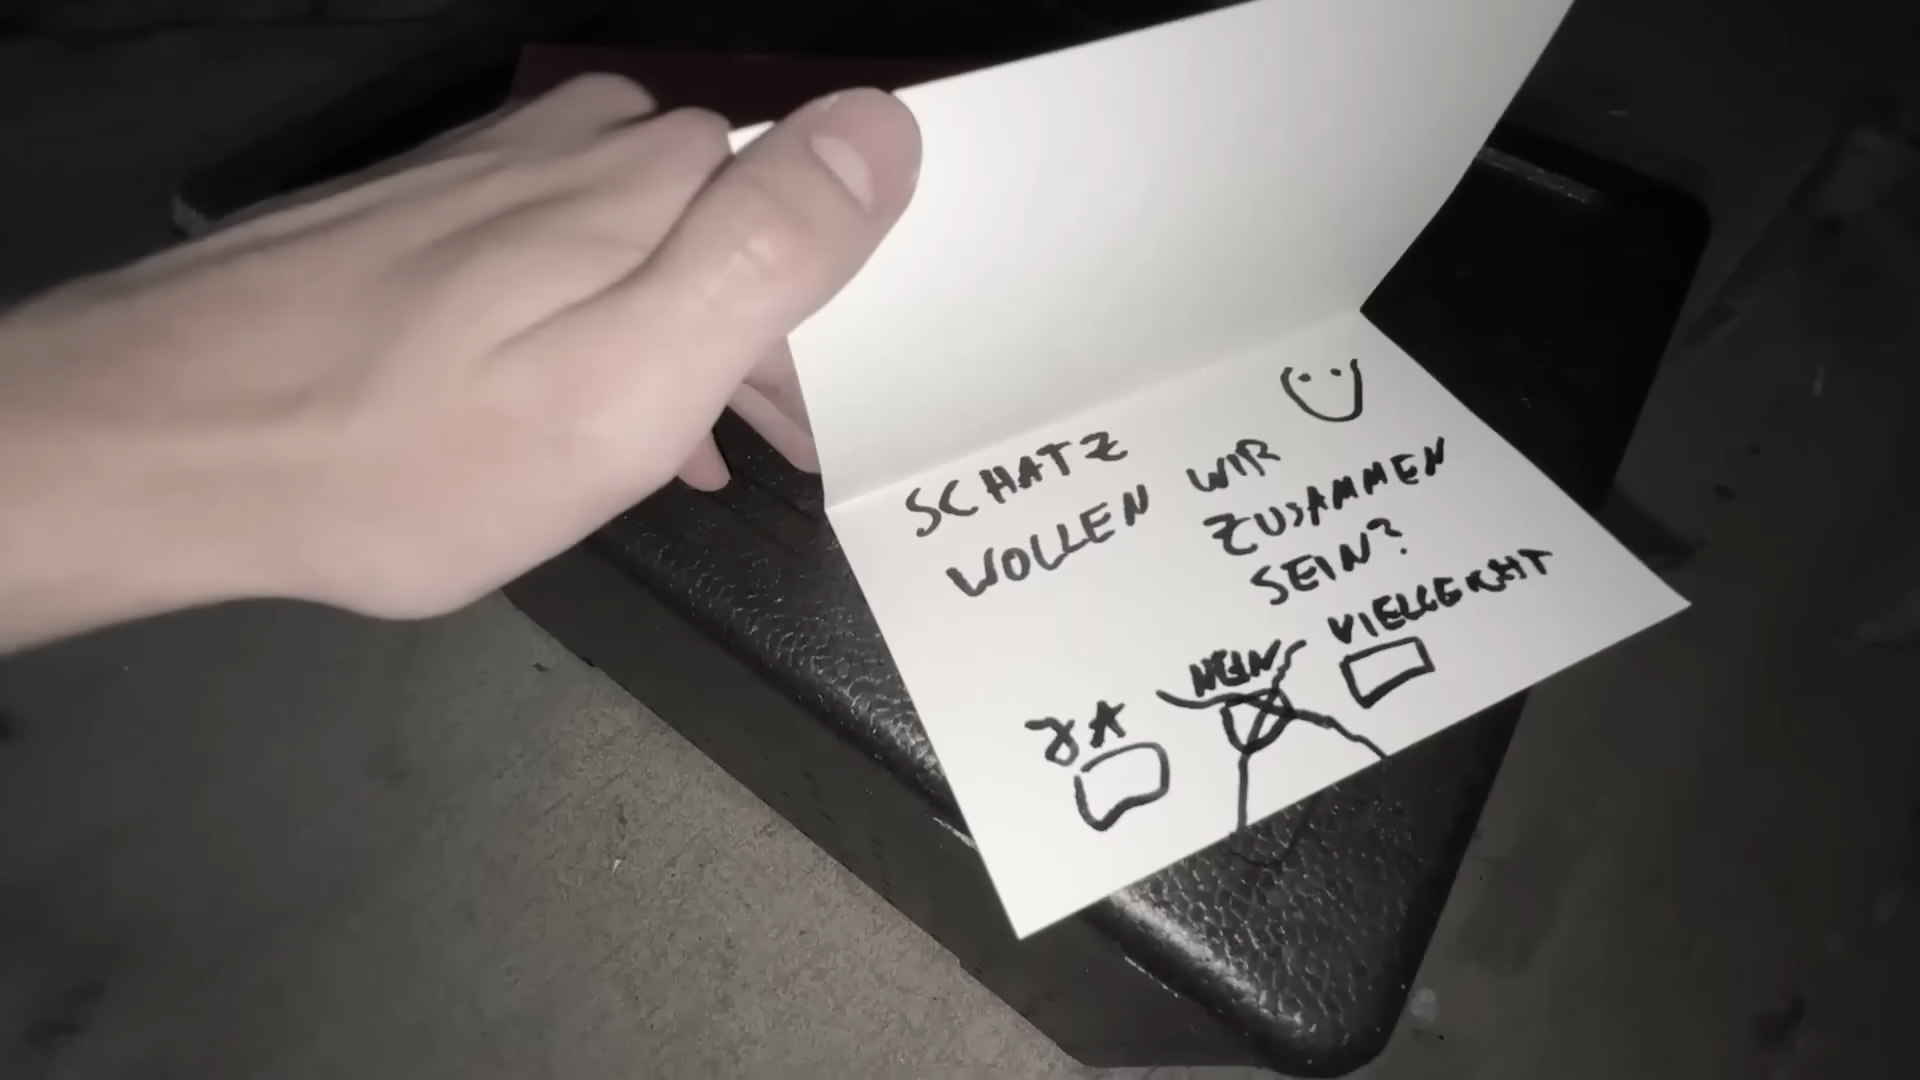 SCHATZ
WOLLEN WIR
ZUSAMMEN
SEIN?
JA NEIN VIELLEICHT